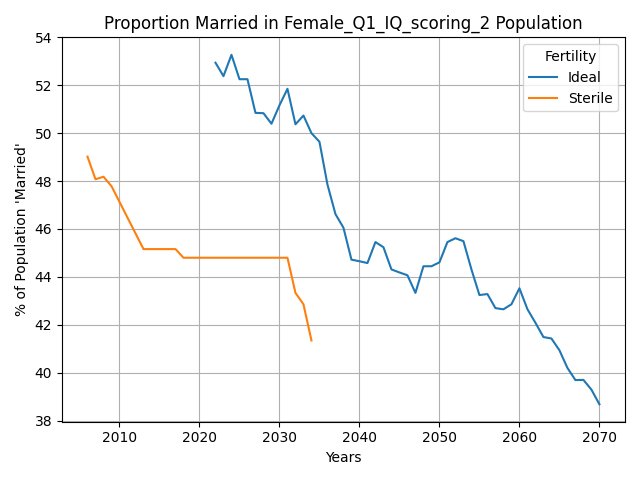 Proportion Married in Female_Q1_IQ_scoring_2 Population
% of Population 'Married'
54
52
50
48
46
44
42
40
38
Fertility
Ideal
Sterile
2010 2020 2030 2040 2050 2060 2070
Years